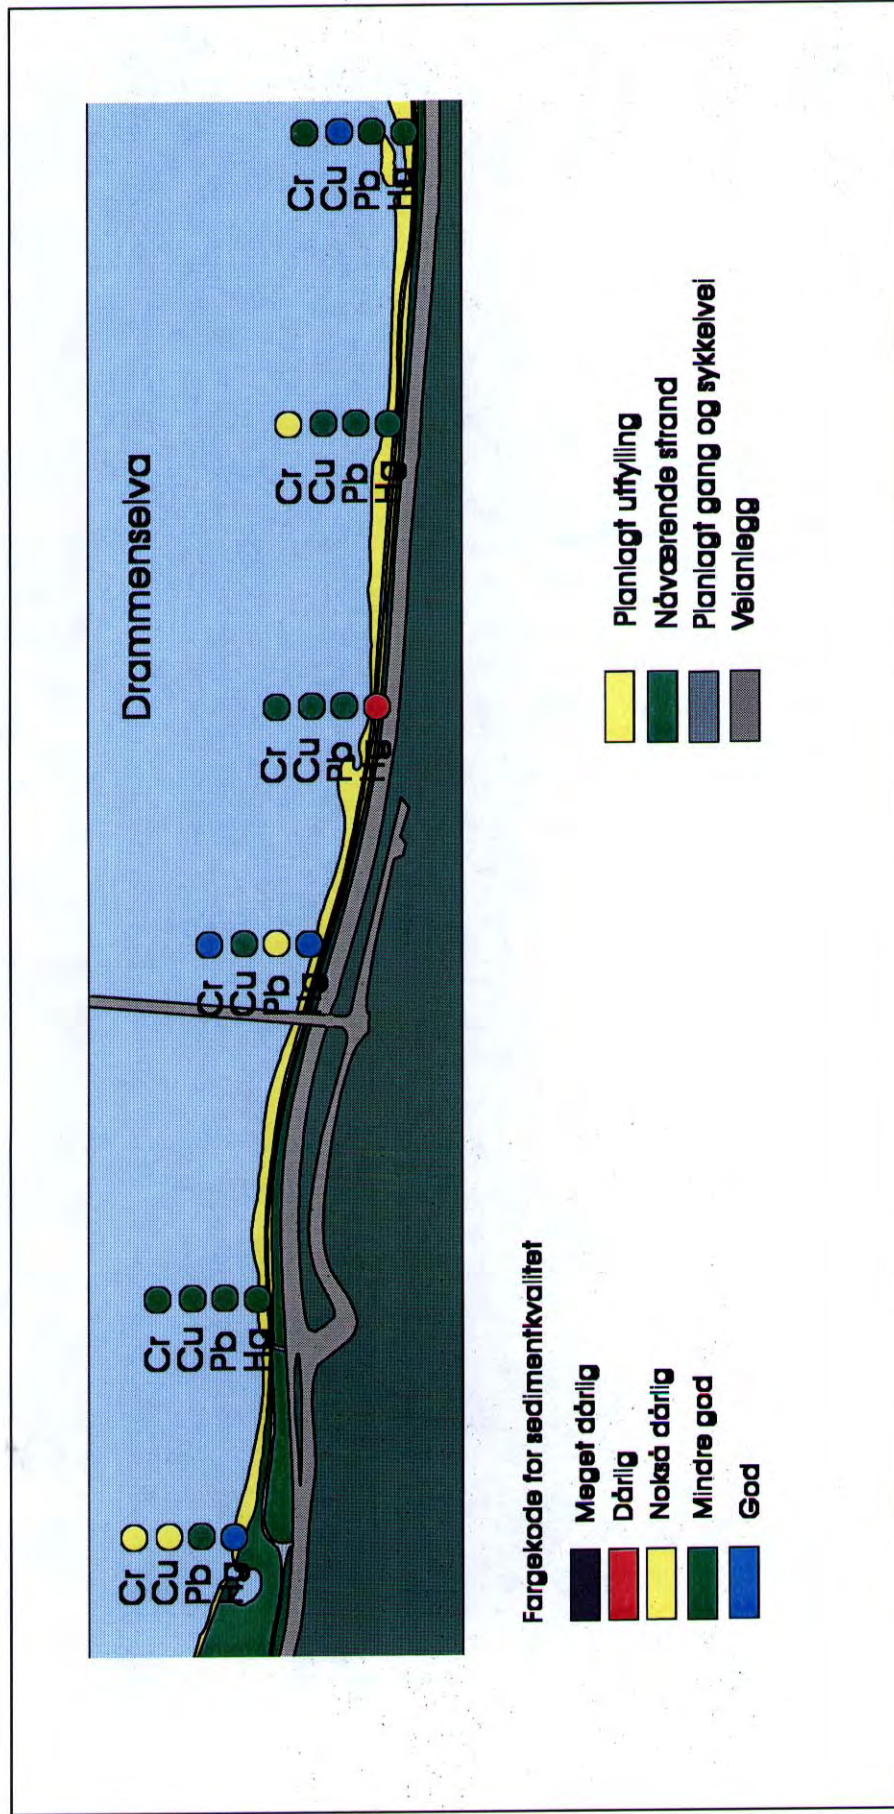 Drammenselva
Cr
Cu
Pb
Hg
Cr
Cu
Pb
Hg
Cr
Cu
Pb
Cr
Cu
Pb
Hg
Cr
Cu
Pb
Hg
Cr
Cu
Pb
Hg
Fargekode for sedimentkvalitet
Meget dårlig
Dårlig
Nokså dårlig
Mindre god
God
Planlagt utfylling
Nåværende strand
Planlagt gang og sykkelvei
Veianlegg